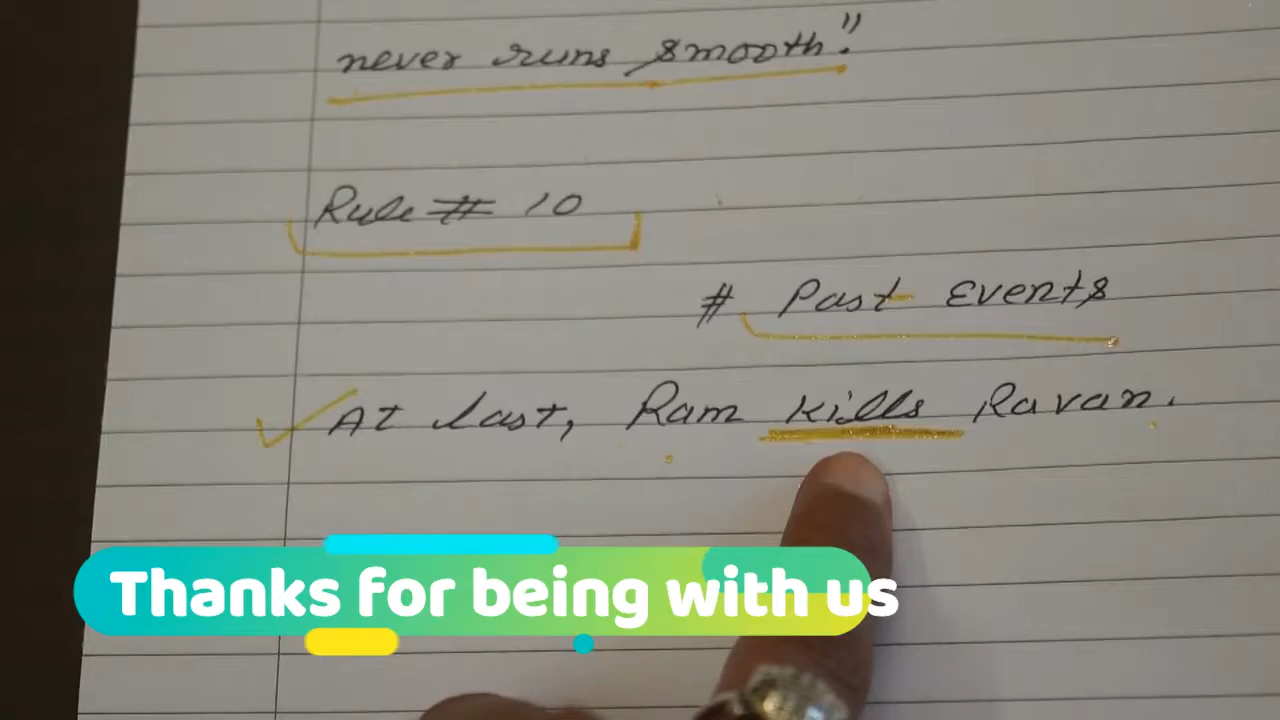 never runs smooth."
Rule # 10
# Past Events
At last, Ram kills Ravan.
Thanks for being with us